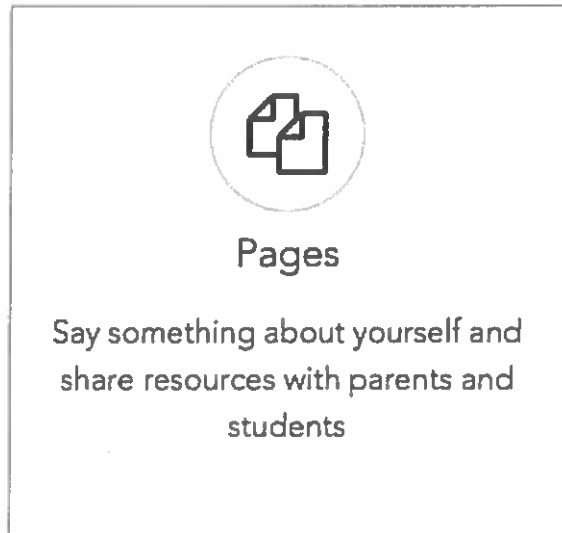 Pages
Say something about yourself and
share resources with parents and
students